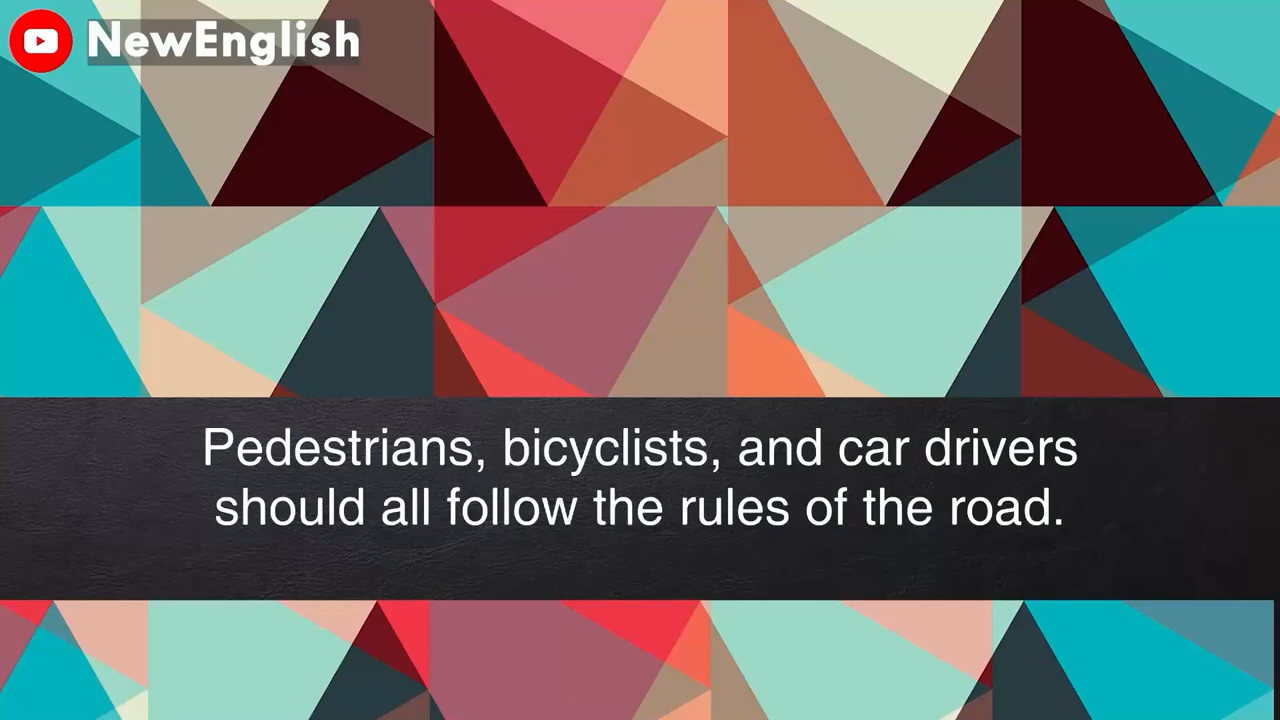 NewEnglish
Pedestrians, bicyclists, and car drivers
should all follow the rules of the road.